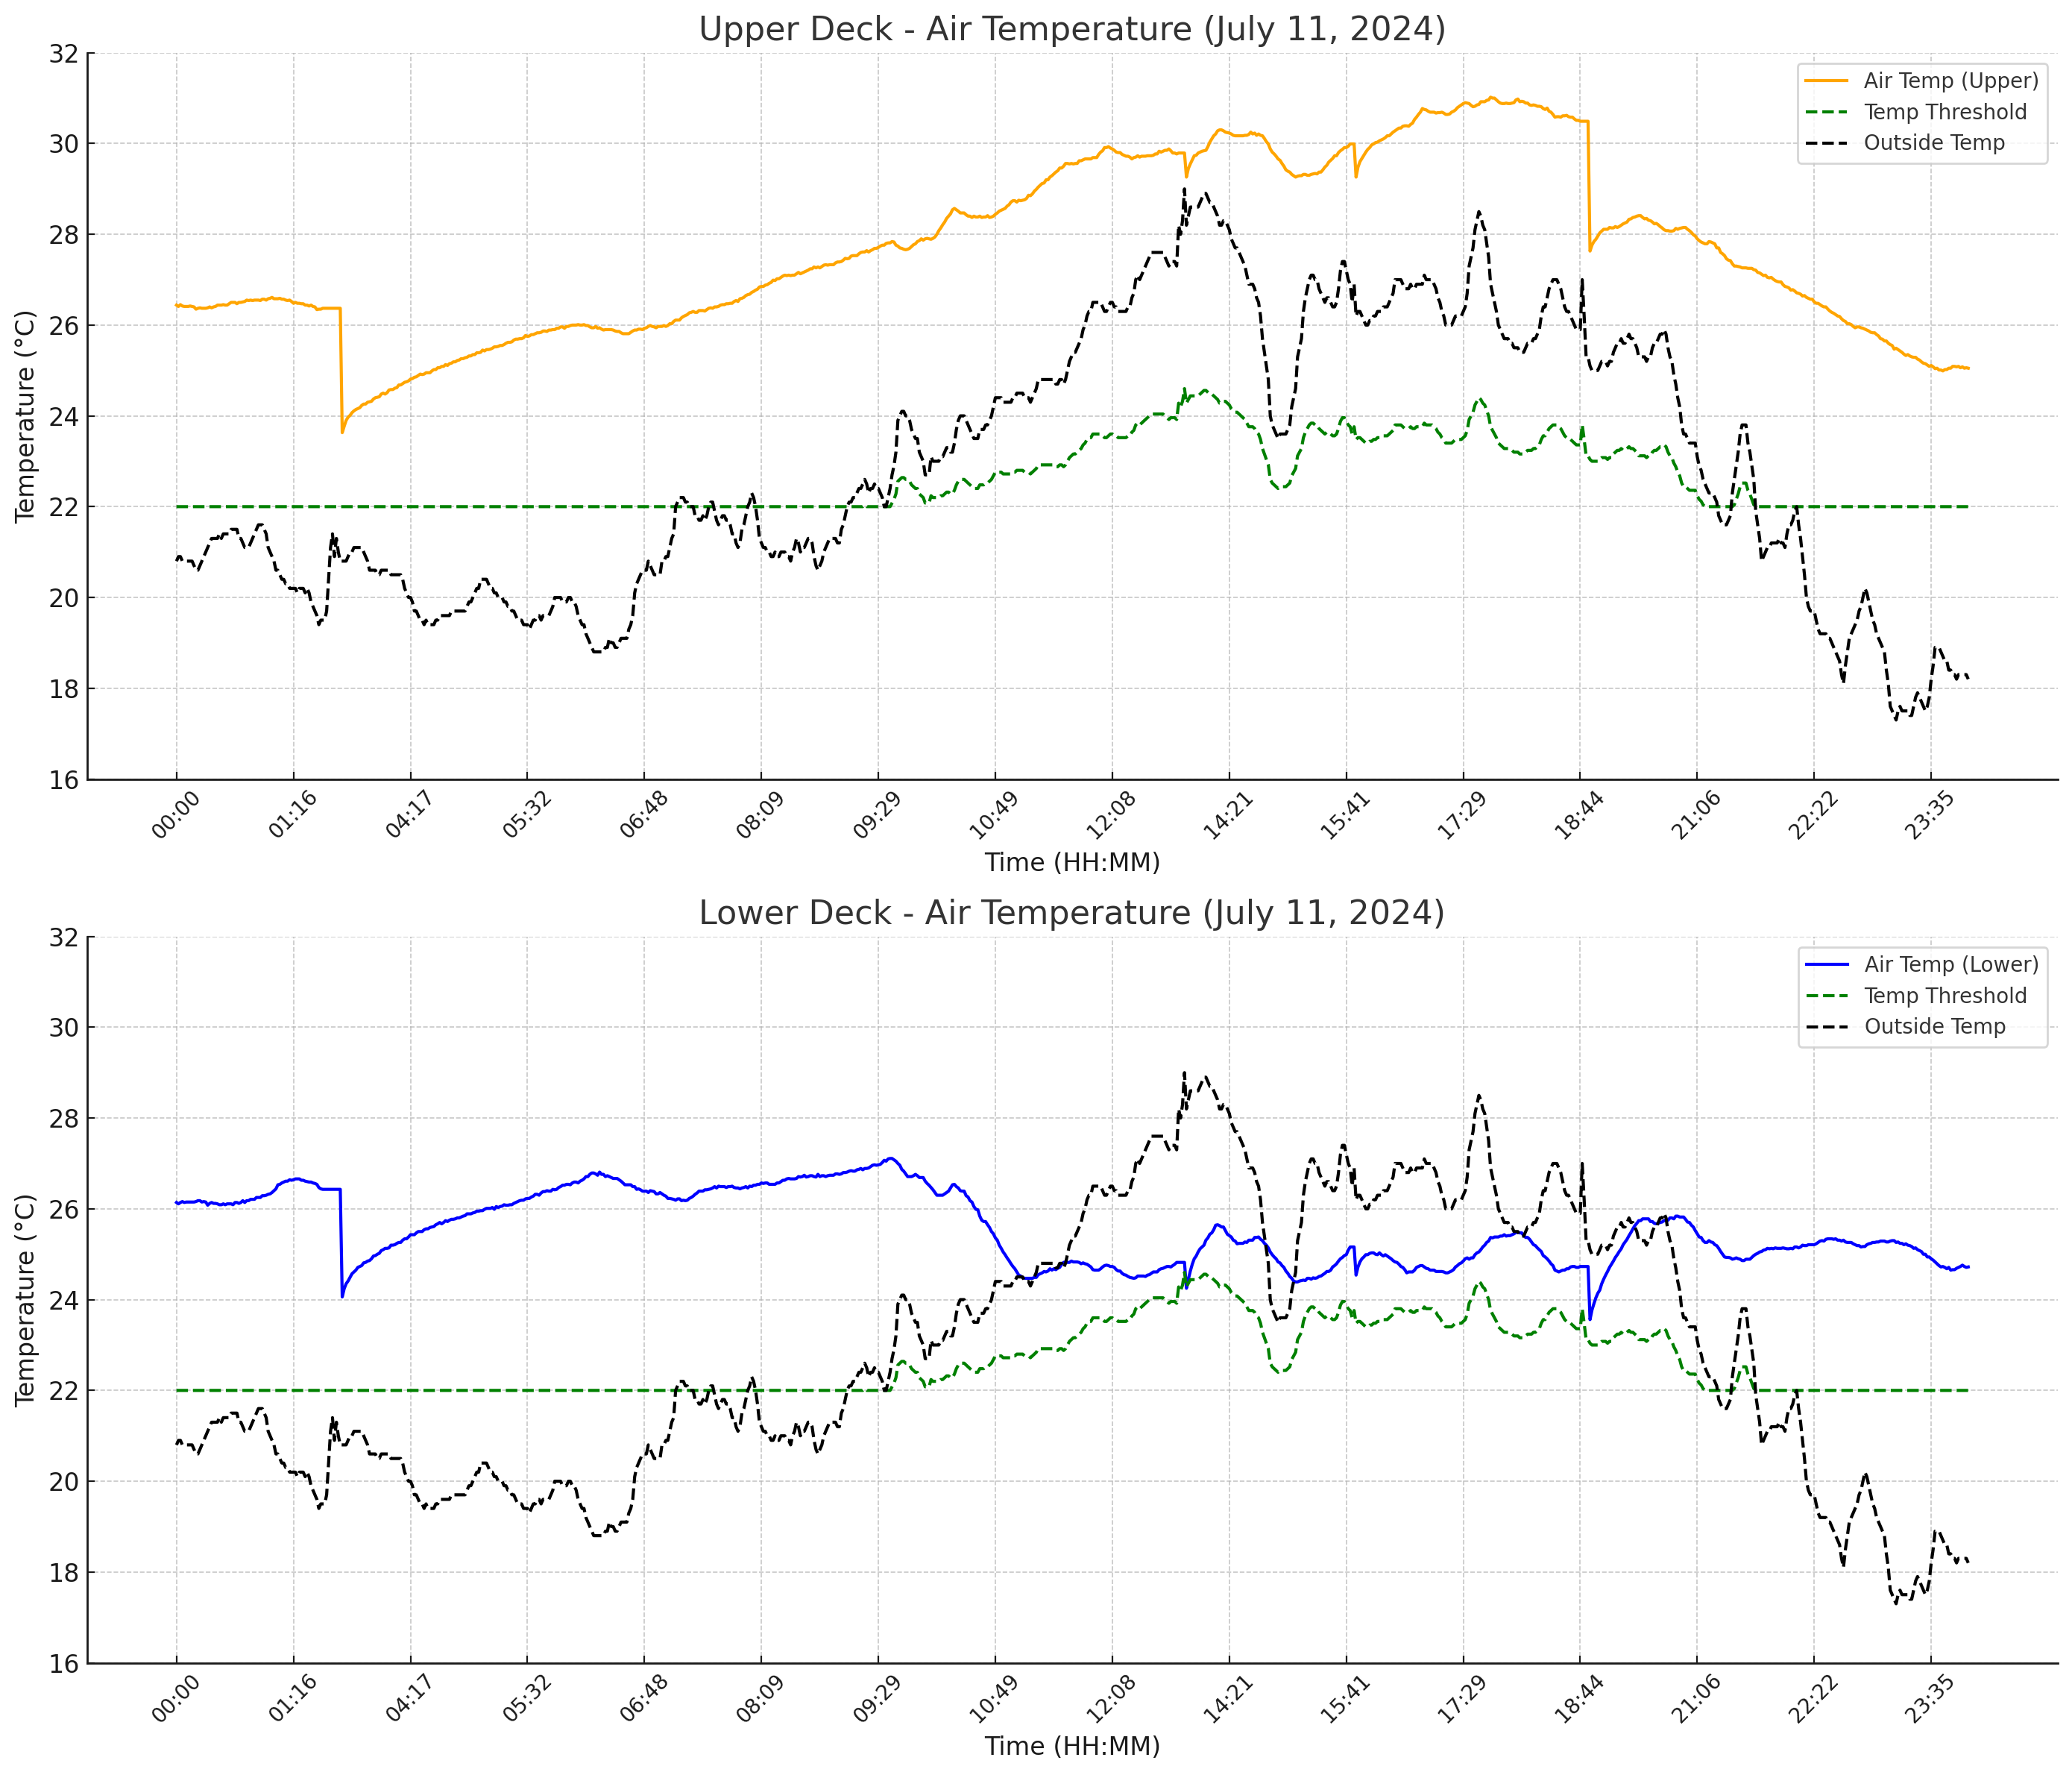 Upper Deck - Air Temperature (July 11, 2024)
Temperature (°C)
32
30
28
26
24
22
20
18
16
Air Temp (Upper)
Temp Threshold
Outside Temp
00:00 01:16 04:17 05:32 06:48 08:09 09:29 10:49 12:08 14:21 15:41 17:29 18:44 21:06 22:22 23:35
Time (HH:MM)
Lower Deck - Air Temperature (July 11, 2024)
Temperature (°C)
32
30
28
26
24
22
20
18
16
Air Temp (Lower)
Temp Threshold
Outside Temp
00:00 01:16 04:17 05:32 06:48 08:09 09:29 10:49 12:08 14:21 15:41 17:29 18:44 21:06 22:22 23:35
Time (HH:MM)